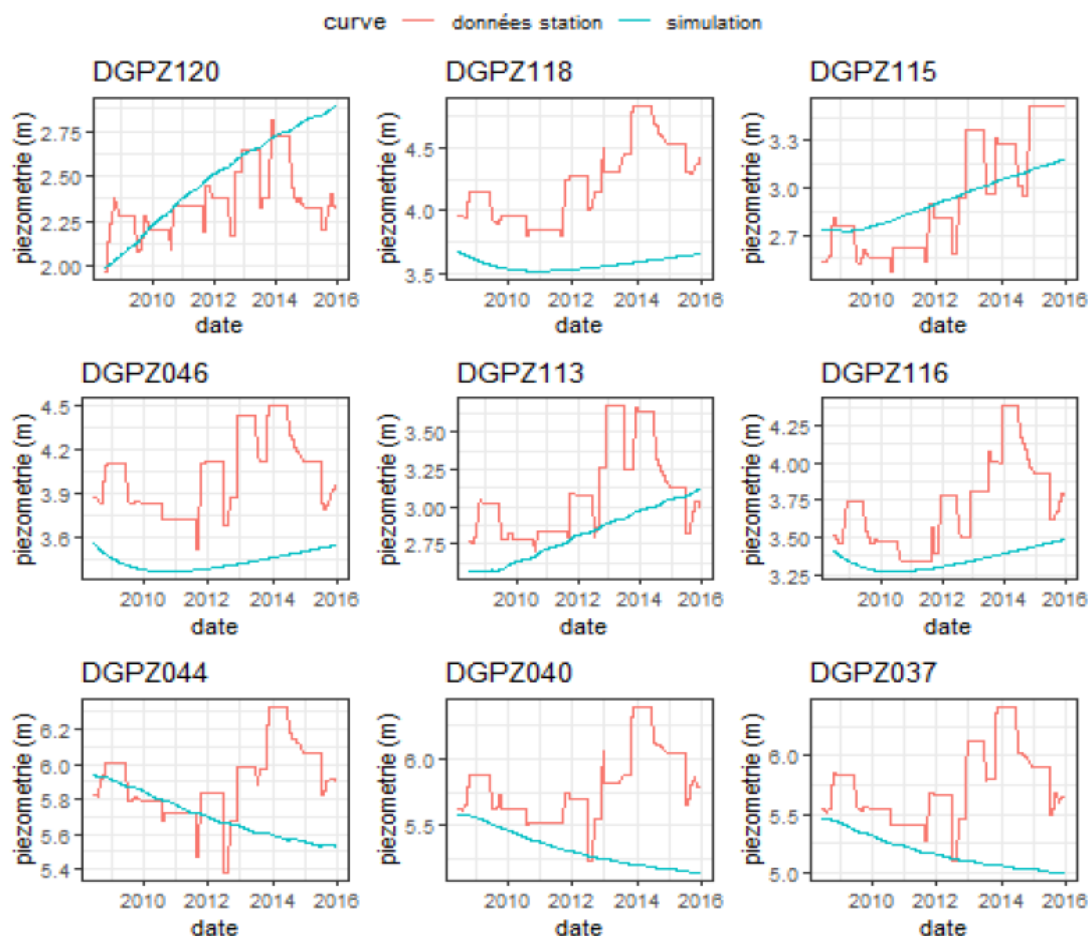 curve données station simulation
DGPZ120 DGPZ118 DGPZ115
piezometrie (m) 2.75 2.50 2.25 2.00
piezometrie (m) 4.5 4.0 3.5
piezometrie (m) 3.3 3.0 2.7
2010 2012 2014 2016 2010 2012 2014 2016 2010 2012 2014 2016
date date date
DGPZ046 DGPZ113 DGPZ116
piezometrie (m) 4.5 4.2 3.9 3.6
piezometrie (m) 3.50 3.25 3.00 2.75
piezometrie (m) 4.25 4.00 3.75 3.50 3.25
2010 2012 2014 2016 2010 2012 2014 2016 2010 2012 2014 2016
date date date
DGPZ044 DGPZ040 DGPZ037
piezometrie (m) 6.2 6.0 5.8 5.6 5.4
piezometrie (m) 6.0 5.5
piezometrie (m) 6.0 5.5 5.0
2010 2012 2014 2016 2010 2012 2014 2016 2010 2012 2014 2016
date date date